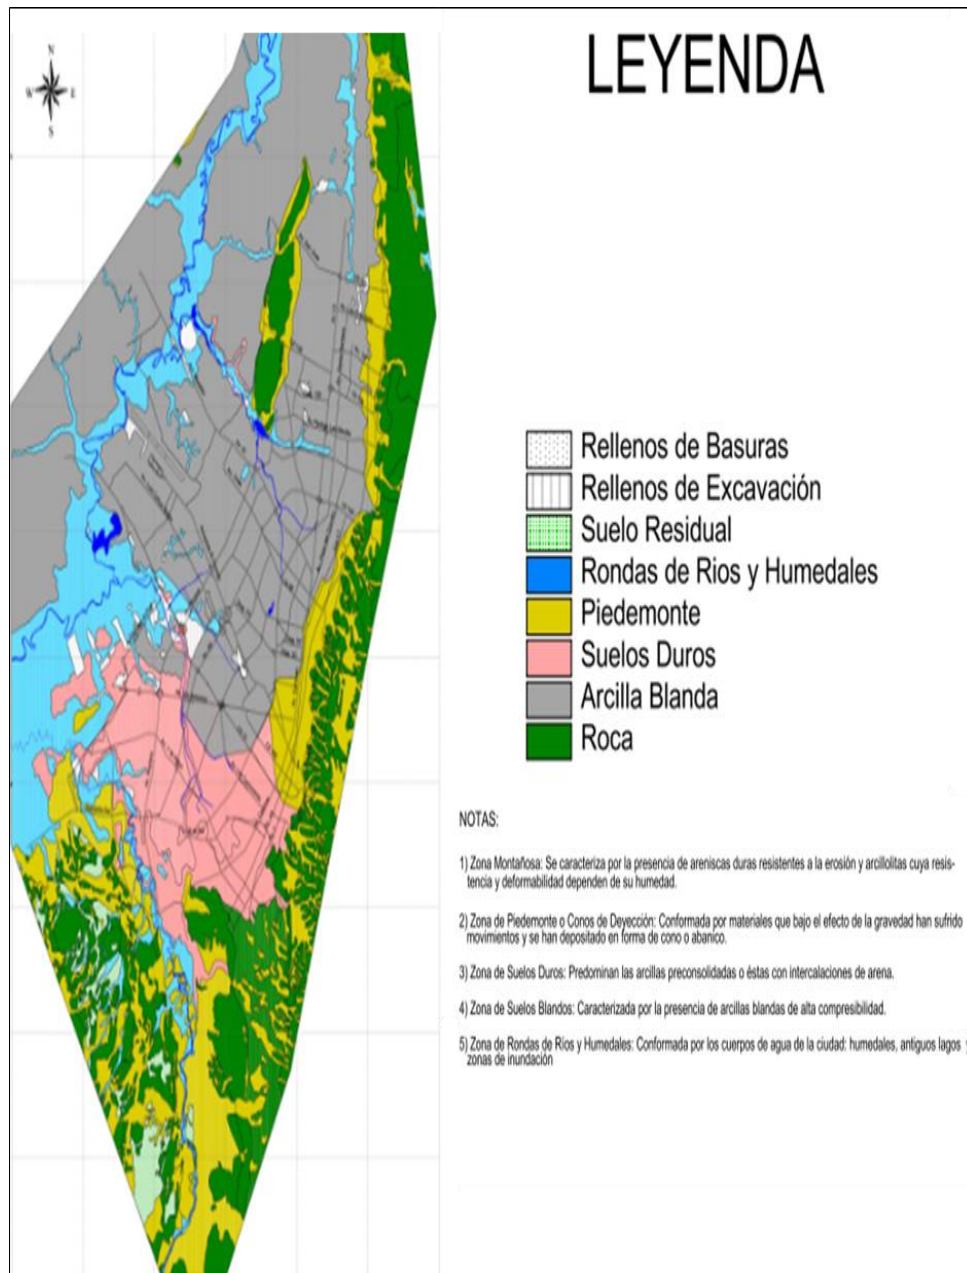 LEYENDA
N
W E
S
Rellenos de Basuras
Rellenos de Excavación
Suelo Residual
Rondas de Rios y Humedales
Piedemonte
Suelos Duros
Arcilla Blanda
Roca
NOTAS:
1) Zona Montañosa: Se caracteriza por la presencia de areniscas duras resistentes a la erosión y arcillolitas cuya resis-
tencia y deformabilidad dependen de su humedad.
2) Zona de Piedemonte o Conos de Deyección: Conformada por materiales que bajo el efecto de la gravedad han sufrido
movimientos y se han depositado en forma de cono o abanico.
3) Zona de Suelos Duros: Predominan las arcillas preconsolidadas o éstas con intercalaciones de arena.
4) Zona de Suelos Blandos: Caracterizada por la presencia de arcillas blandas de alta compresibilidad.
5) Zona de Rondas de Ríos y Humedales: Conformada por los cuerpos de agua de la ciudad: humedales, antiguos lagos y
zonas de inundación